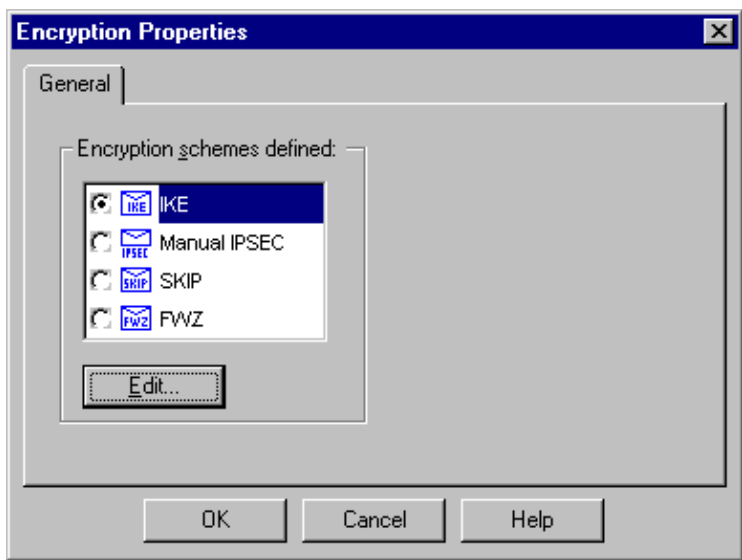 Encryption Properties
General
Encryption schemes defined:
IKE IKE
IPSEC Manual IPSEC
SKIP SKIP
FWZ FWZ
Edit...
OK Cancel Help